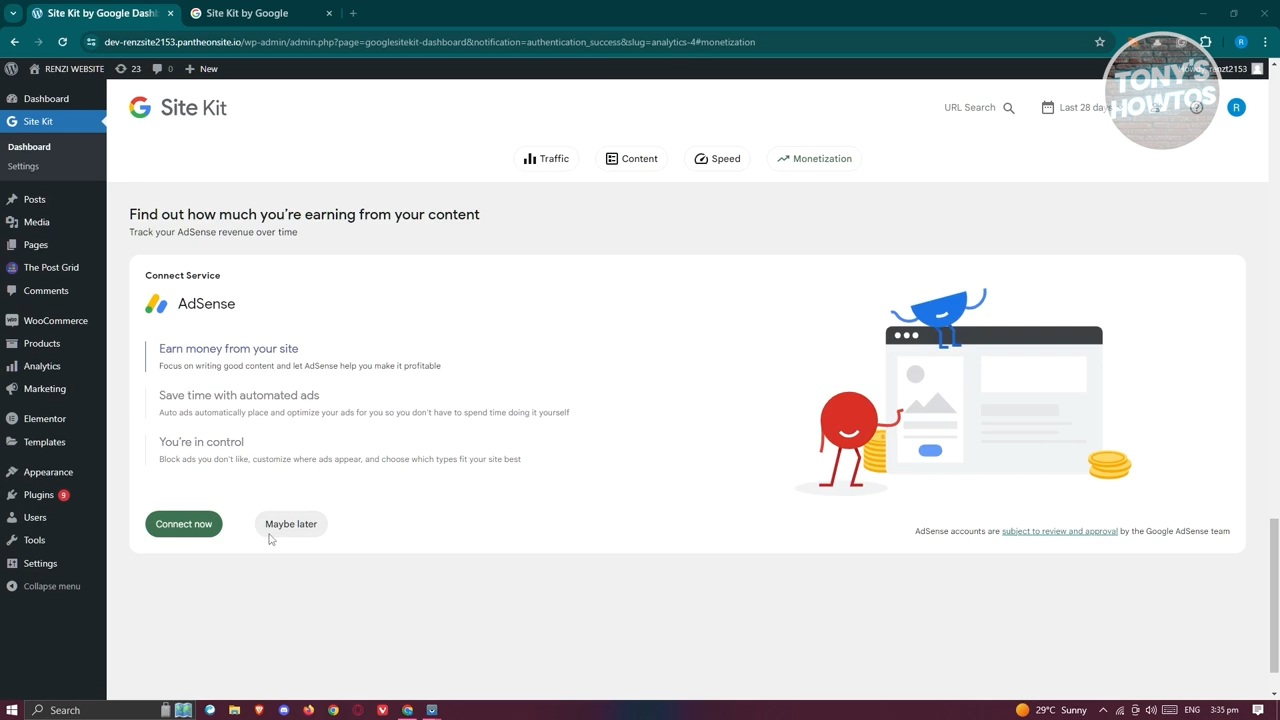 Site Kit by Google Dash
Site Kit by Google
dev-renzsite2153.pantheonsite.io/wp-admin/admin.php?page=googlesitekit-dashboard&notification=authentication_success&slug=analytics-4#monetization
R
RENZI WEBSITE
23
0
New
renzt2153
TONY'S
HOWTOS
Dashboard
Site Kit
Dashboard
Settings
Posts
Media
Pages
The Post Grid
Comments
WooCommerce
Products
Analytics
Marketing
Elementor
Templates
Appearance
Plugins 9
Users
Tools
Settings
Collapse menu
Site Kit
URL Search
Last 28 days
R
Traffic
Content
Speed
Monetization
Find out how much you're earning from your content
Track your AdSense revenue over time
Connect Service
AdSense
Earn money from your site
Focus on writing good content and let AdSense help you make it profitable
Save time with automated ads
Auto ads automatically place and optimize your ads for you so you don't have to spend time doing it yourself
You're in control
Block ads you don't like, customize where ads appear, and choose which types fit your site best
Connect now
Maybe later
AdSense accounts are subject to review and approval by the Google AdSense team
Search
29°C Sunny
ENG
3:35 pm